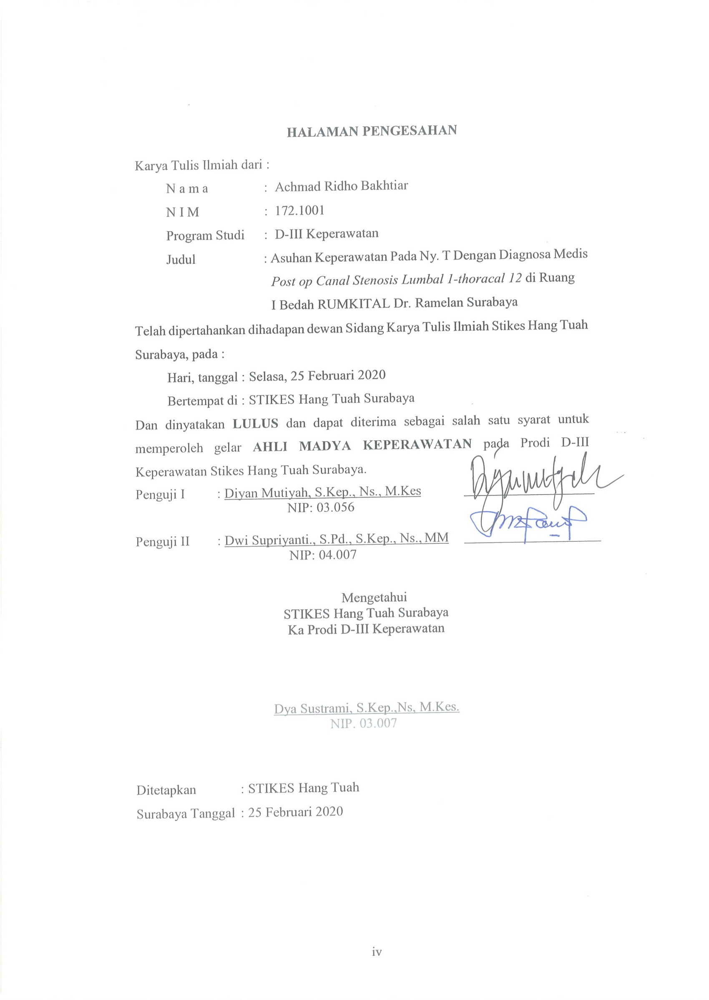 HALAMAN PENGESAHAN
Karya Tulis Ilmiah dari :
N a m a : Achmad Ridho Bakhtiar
N I M : 172.1001
Program Studi : D-III Keperawatan
Judul : Asuhan Keperawatan Pada Ny. T Dengan Diagnosa Medis
Post op Canal Stenosis Lumbal 1-thoracal 12 di Ruang
I Bedah RUMKITAL Dr. Ramelan Surabaya
Telah dipertahankan dihadapan dewan Sidang Karya Tulis Ilmiah Stikes Hang Tuah
Surabaya, pada :
Hari, tanggal : Selasa, 25 Februari 2020
Bertempat di : STIKES Hang Tuah Surabaya
Dan dinyatakan LULUS dan dapat diterima sebagai salah satu syarat untuk
memperoleh gelar AHLI MADYA KEPERAWATAN pada Prodi D-III
Keperawatan Stikes Hang Tuah Surabaya.
Penguji I : Diyan Mutiyah, S.Kep., Ns., M.Kes
NIP: 03.056
Penguji II : Dwi Supriyanti., S.Pd., S.Kep., Ns., MM
NIP: 04.007
Mengetahui
STIKES Hang Tuah Surabaya
Ka Prodi D-III Keperawatan
Dya Sustrami, S.Kep.,Ns, M.Kes.
NIP. 03.007
Ditetapkan : STIKES Hang Tuah
Surabaya Tanggal : 25 Februari 2020
iv